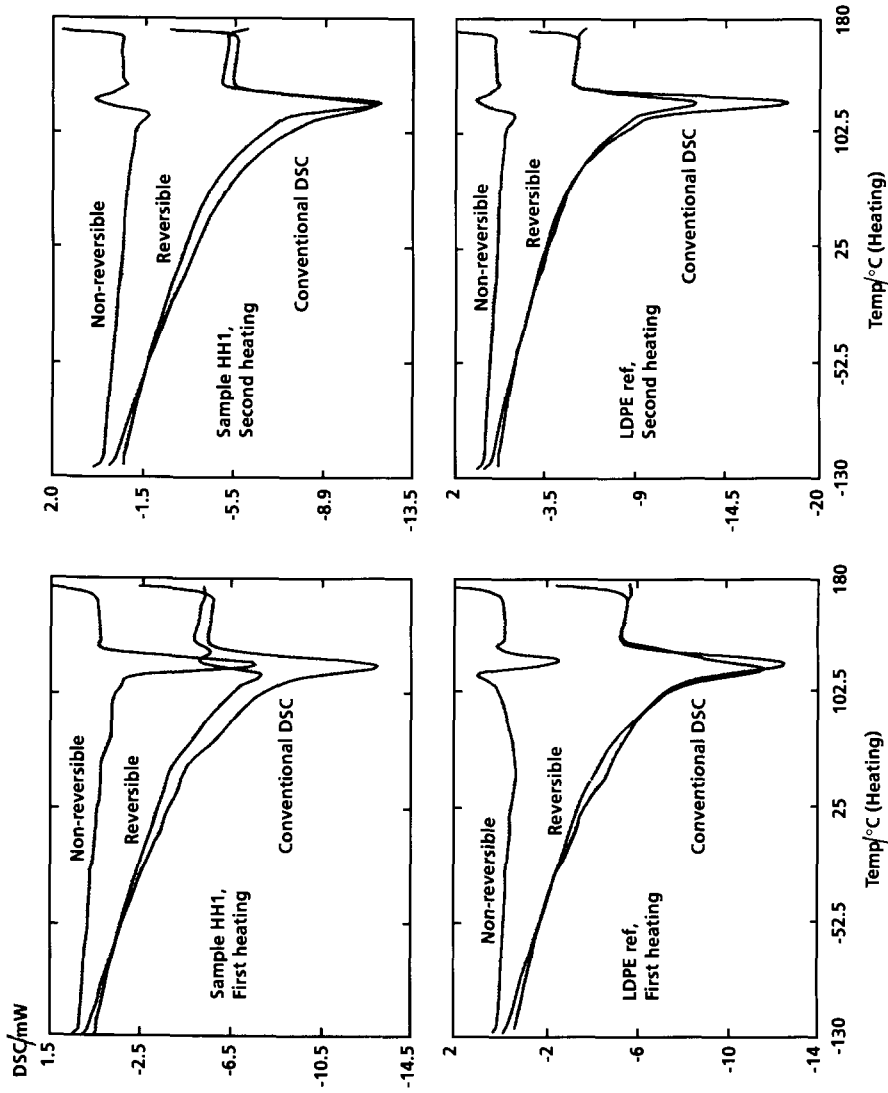 DSC/mW
1.5
-2.5
-6.5
-10.5
-14.5
Non-reversible
Reversible
Sample HH1,
First heating
Conventional DSC
2.0
-1.5
-5.5
-8.9
-13.5
Non-reversible
Reversible
Sample HH1,
Second heating
Conventional DSC
2
-2
-6
-10
-14
Non-reversible
Reversible
LDPE ref,
First heating
Conventional DSC
-130
-52.5
25
102.5
180
Temp/°C (Heating)
2
-3.5
-9
-14.5
-20
Non-reversible
Reversible
LDPE ref,
Second heating
Conventional DSC
-130
-52.5
25
102.5
180
Temp/°C (Heating)